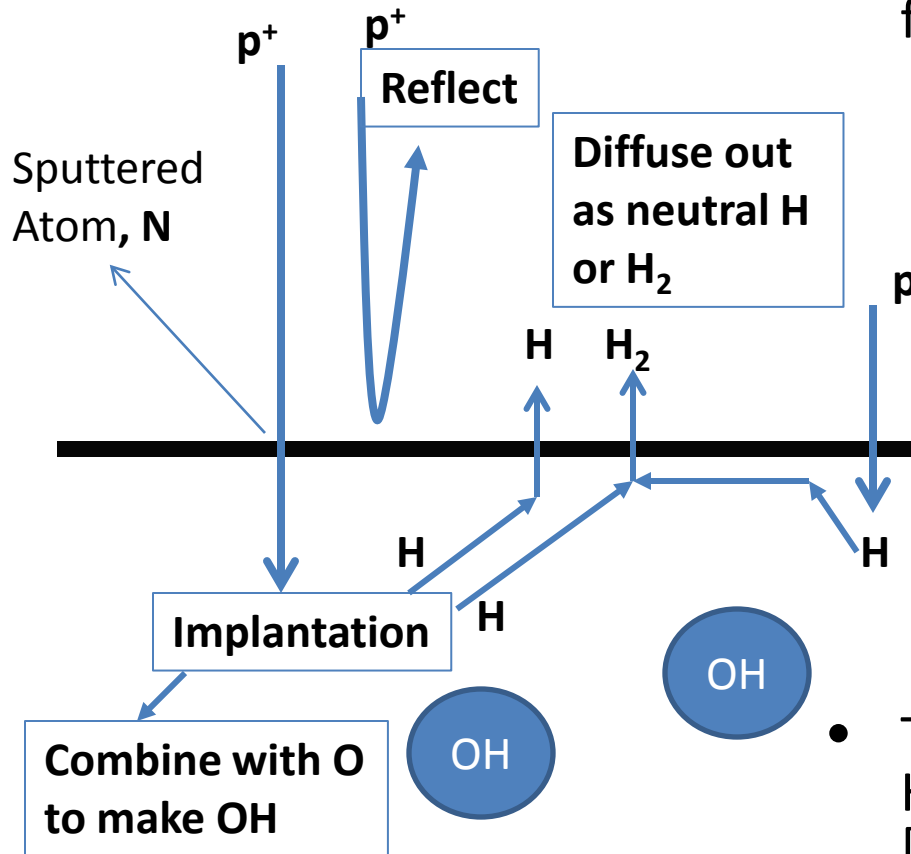 p⁺
p⁺
Reflect
Sputtered
Atom, N
Diffuse out
as neutral H
or H₂
H
H₂
H
H
H
Implantation
OH
OH
Combine with O
to make OH